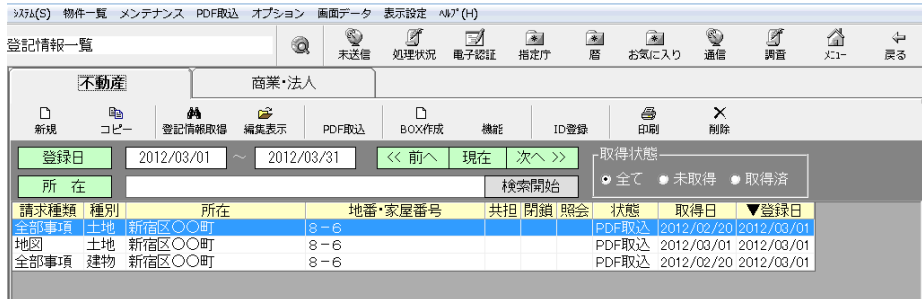 ｼｽﾃﾑ(S) 物件一覧 メンテナンス PDF取込 オプション 画面データ 表示設定 ﾍﾙﾌﾟ(H)
登記情報一覧 未送信 処理状況 電子認証 指定庁 暦 お気に入り 通信 調査 ﾒﾆｭｰ 戻る
不動産 商業・法人
新規 コピー 登記情報取得 編集表示 PDF取込 BOX作成 機能 ID登録 印刷 削除
登録日 2012/03/01 ～ 2012/03/31 << 前へ 現在 次へ >> 取得状態
所 在 検索開始 全て 未取得 取得済
請求種類 種別 所在 地番・家屋番号 共担 閉鎖 照会 状態 取得日 ▼登録日
全部事項 土地 新宿区〇〇町 8－6 PDF取込 2012/02/20 2012/03/01
地図 土地 新宿区〇〇町 8－6 PDF取込 2012/03/01 2012/03/01
全部事項 建物 新宿区〇〇町 8－6 PDF取込 2012/02/20 2012/03/01